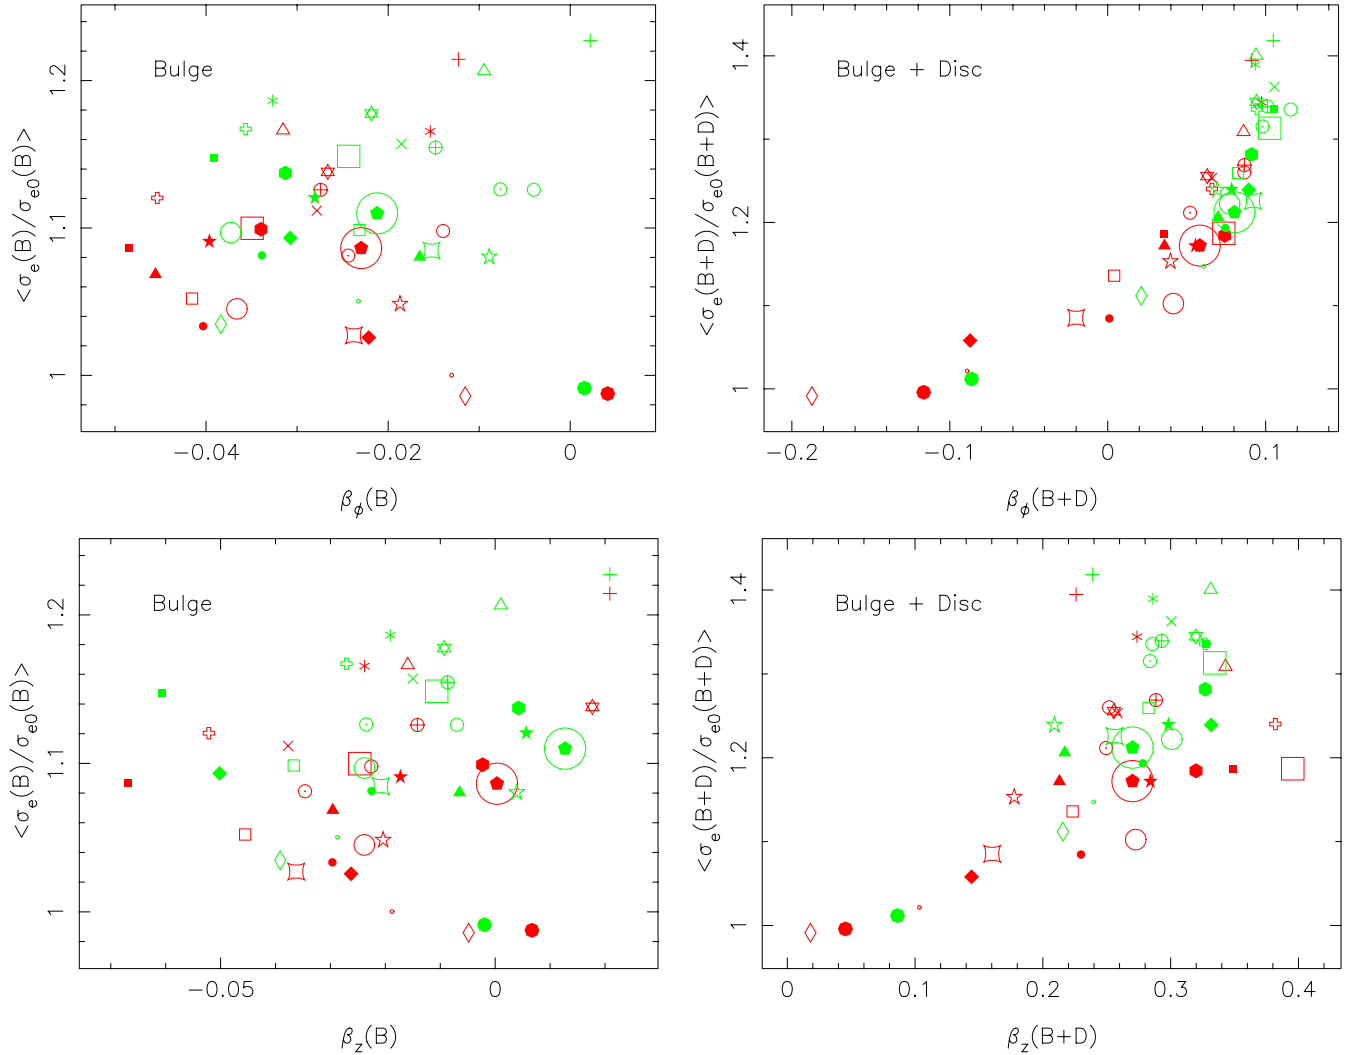 Bulge
<σe(B)/σe0(B)>
1 1.1 1.2
−0.04 −0.02 0
βϕ(B)
Bulge + Disc
<σe(B+D)/σe0(B+D)>
1 1.2 1.4
−0.2 −0.1 0 0.1
βϕ(B+D)
Bulge
<σe(B)/σe0(B)>
1 1.1 1.2
−0.05 0
βz(B)
Bulge + Disc
<σe(B+D)/σe0(B+D)>
1 1.2 1.4
0 0.1 0.2 0.3 0.4
βz(B+D)